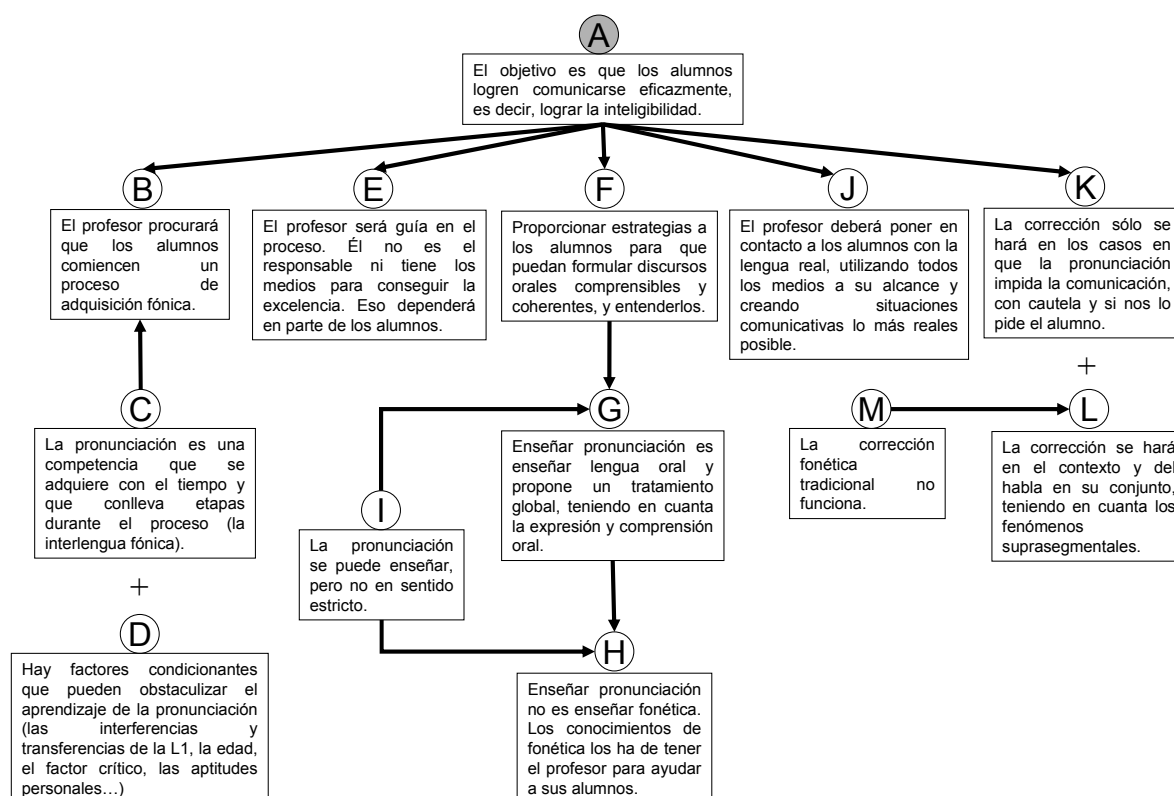 A
El objetivo es que los alumnos
logren comunicarse eficazmente,
es decir, lograr la inteligibilidad.
B
El profesor procurará
que los alumnos
comiencen un
proceso de
adquisición fónica.
E
El profesor será guía en el
proceso. Él no es el
responsable ni tiene los
medios para conseguir la
excelencia. Eso dependerá
en parte de los alumnos.
F
Proporcionar estrategias a
los alumnos para que
puedan formular discursos
orales comprensibles y
coherentes, y entenderlos.
J
El profesor deberá poner en
contacto a los alumnos con la
lengua real, utilizando todos
los medios a su alcance y
creando situaciones
comunicativas lo más reales
posible.
K
La corrección sólo se
hará en los casos en
que la pronunciación
impida la comunicación,
con cautela y si nos lo
pide el alumno.
+
C
La pronunciación es una
competencia que se
adquiere con el tiempo y
que conlleva etapas
durante el proceso (la
interlengua fónica).
+
D
Hay factores condicionantes
que pueden obstaculizar el
aprendizaje de la pronunciación
(las interferencias y
transferencias de la L1, la edad,
el factor crítico, las aptitudes
personales…)
I
La pronunciación
se puede enseñar,
pero no en sentido
estricto.
G
Enseñar pronunciación es
enseñar lengua oral y
propone un tratamiento
global, teniendo en cuanta
la expresión y comprensión
oral.
H
Enseñar pronunciación
no es enseñar fonética.
Los conocimientos de
fonética los ha de tener
el profesor para ayudar
a sus alumnos.
M
La corrección
fonética
tradicional no
funciona.
L
La corrección se hará
en el contexto y del
habla en su conjunto,
teniendo en cuanta los
fenómenos
suprasegmentales.